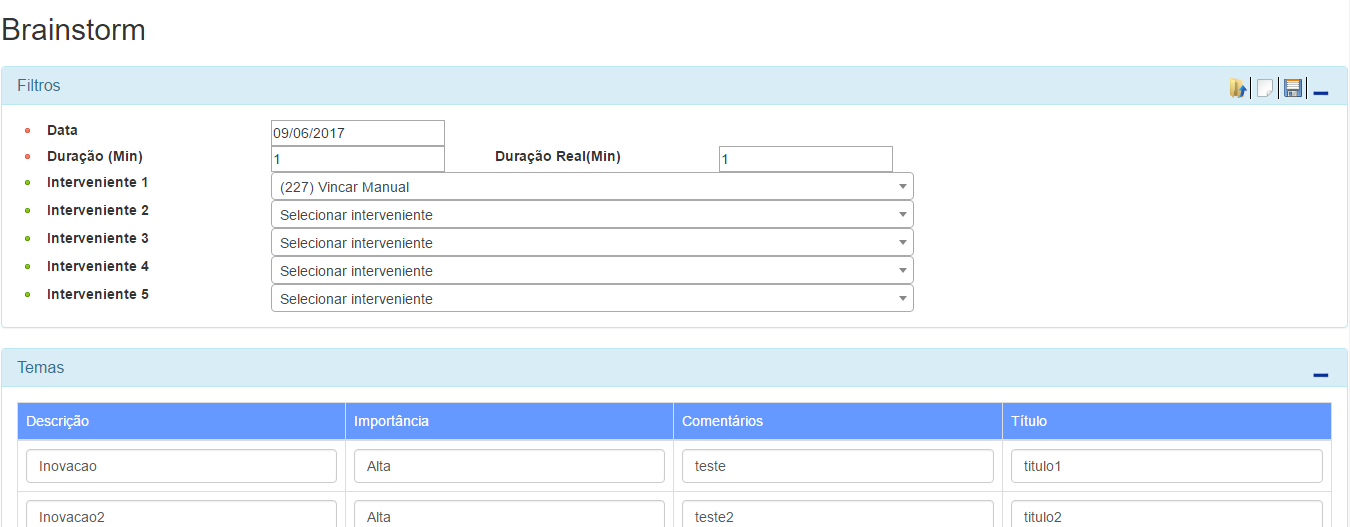 Brainstorm
Filtros
Data 09/06/2017
Duração (Min) 1 Duração Real(Min) 1
Interveniente 1 (227) Vincar Manual
Interveniente 2 Selecionar interveniente
Interveniente 3 Selecionar interveniente
Interveniente 4 Selecionar interveniente
Interveniente 5 Selecionar interveniente
Temas
Descrição Importância Comentários Título
Inovacao Alta teste titulo1
Inovacao2 Alta teste2 titulo2